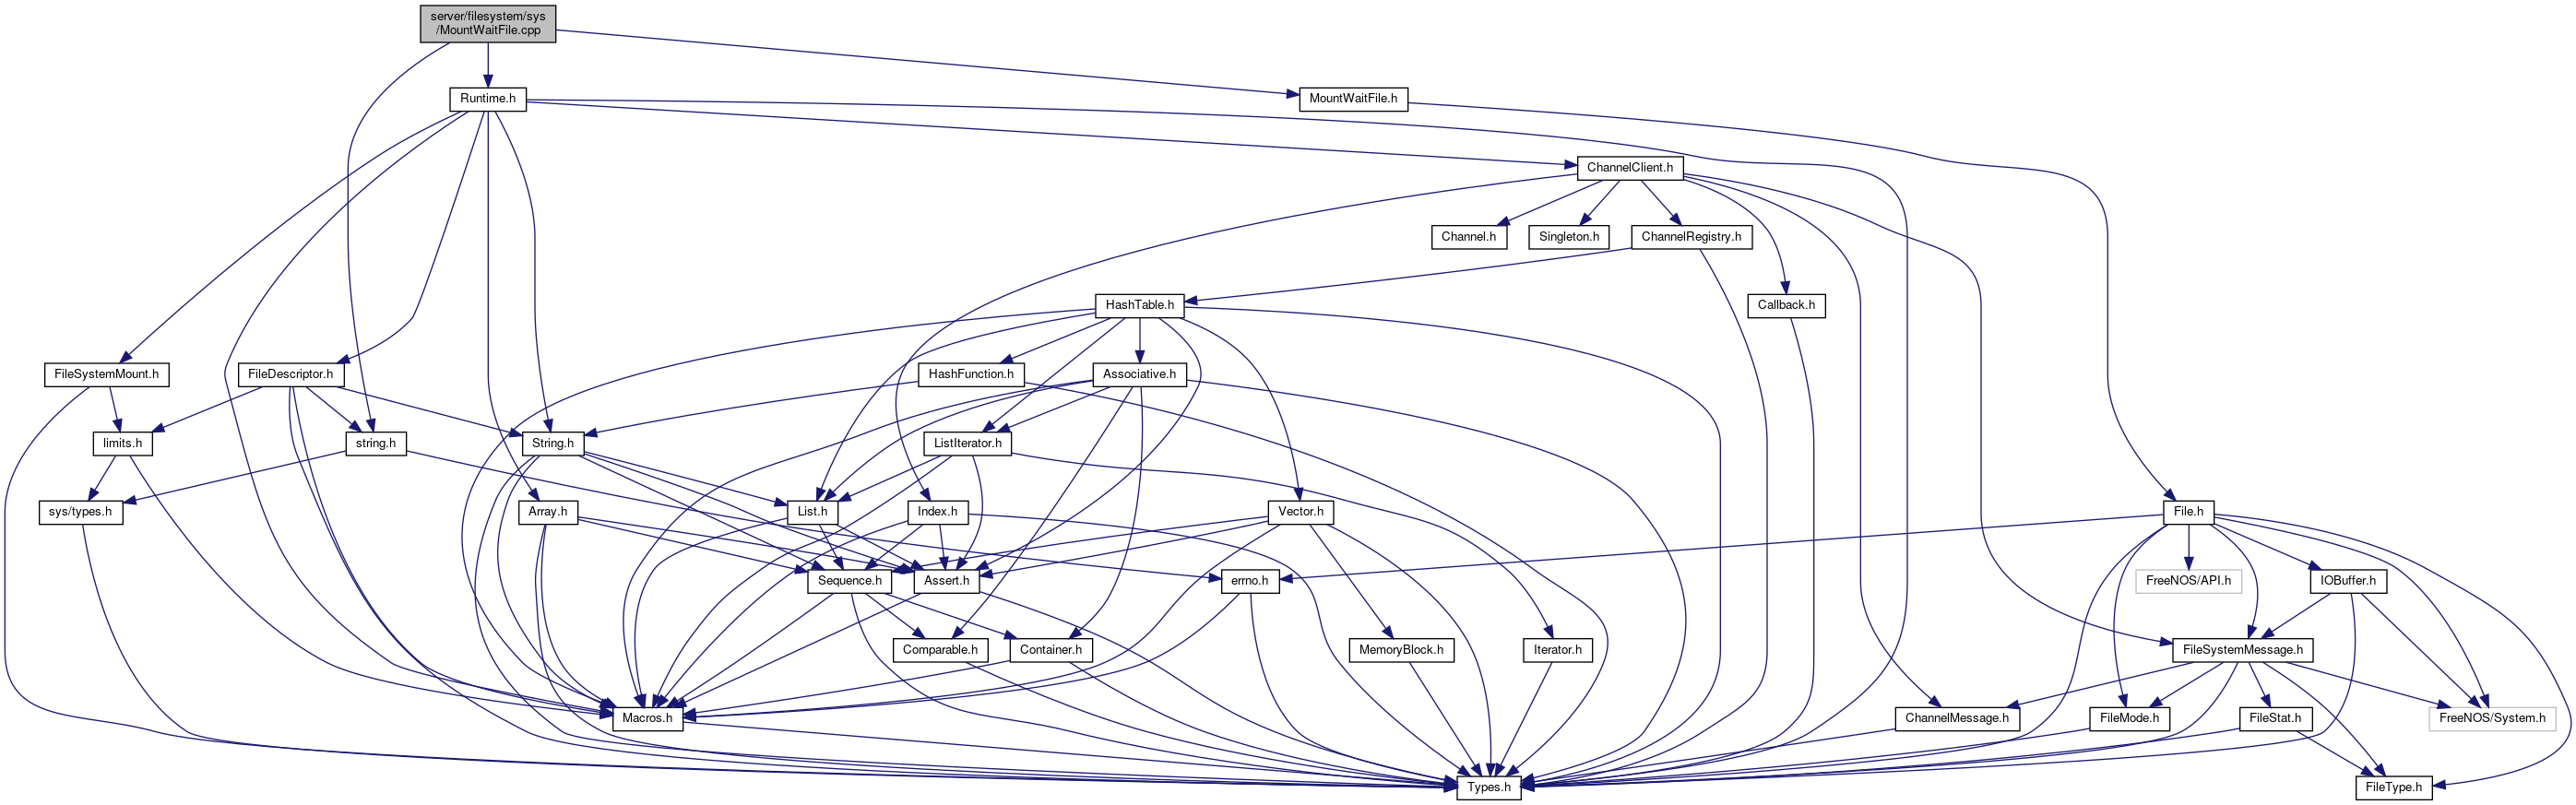 server/filesystem/sys
/MountWaitFile.cpp
Runtime.h
MountWaitFile.h
ChannelClient.h
Channel.h
Singleton.h
ChannelRegistry.h
HashTable.h
Callback.h
FileSystemMount.h
FileDescriptor.h
HashFunction.h
Associative.h
limits.h
string.h
String.h
ListIterator.h
sys/types.h
Array.h
List.h
Index.h
Vector.h
File.h
Sequence.h
Assert.h
errno.h
FreeNOS/API.h
IOBuffer.h
Comparable.h
Container.h
MemoryBlock.h
Iterator.h
FileSystemMessage.h
Macros.h
ChannelMessage.h
FileMode.h
FileStat.h
FreeNOS/System.h
Types.h
FileType.h